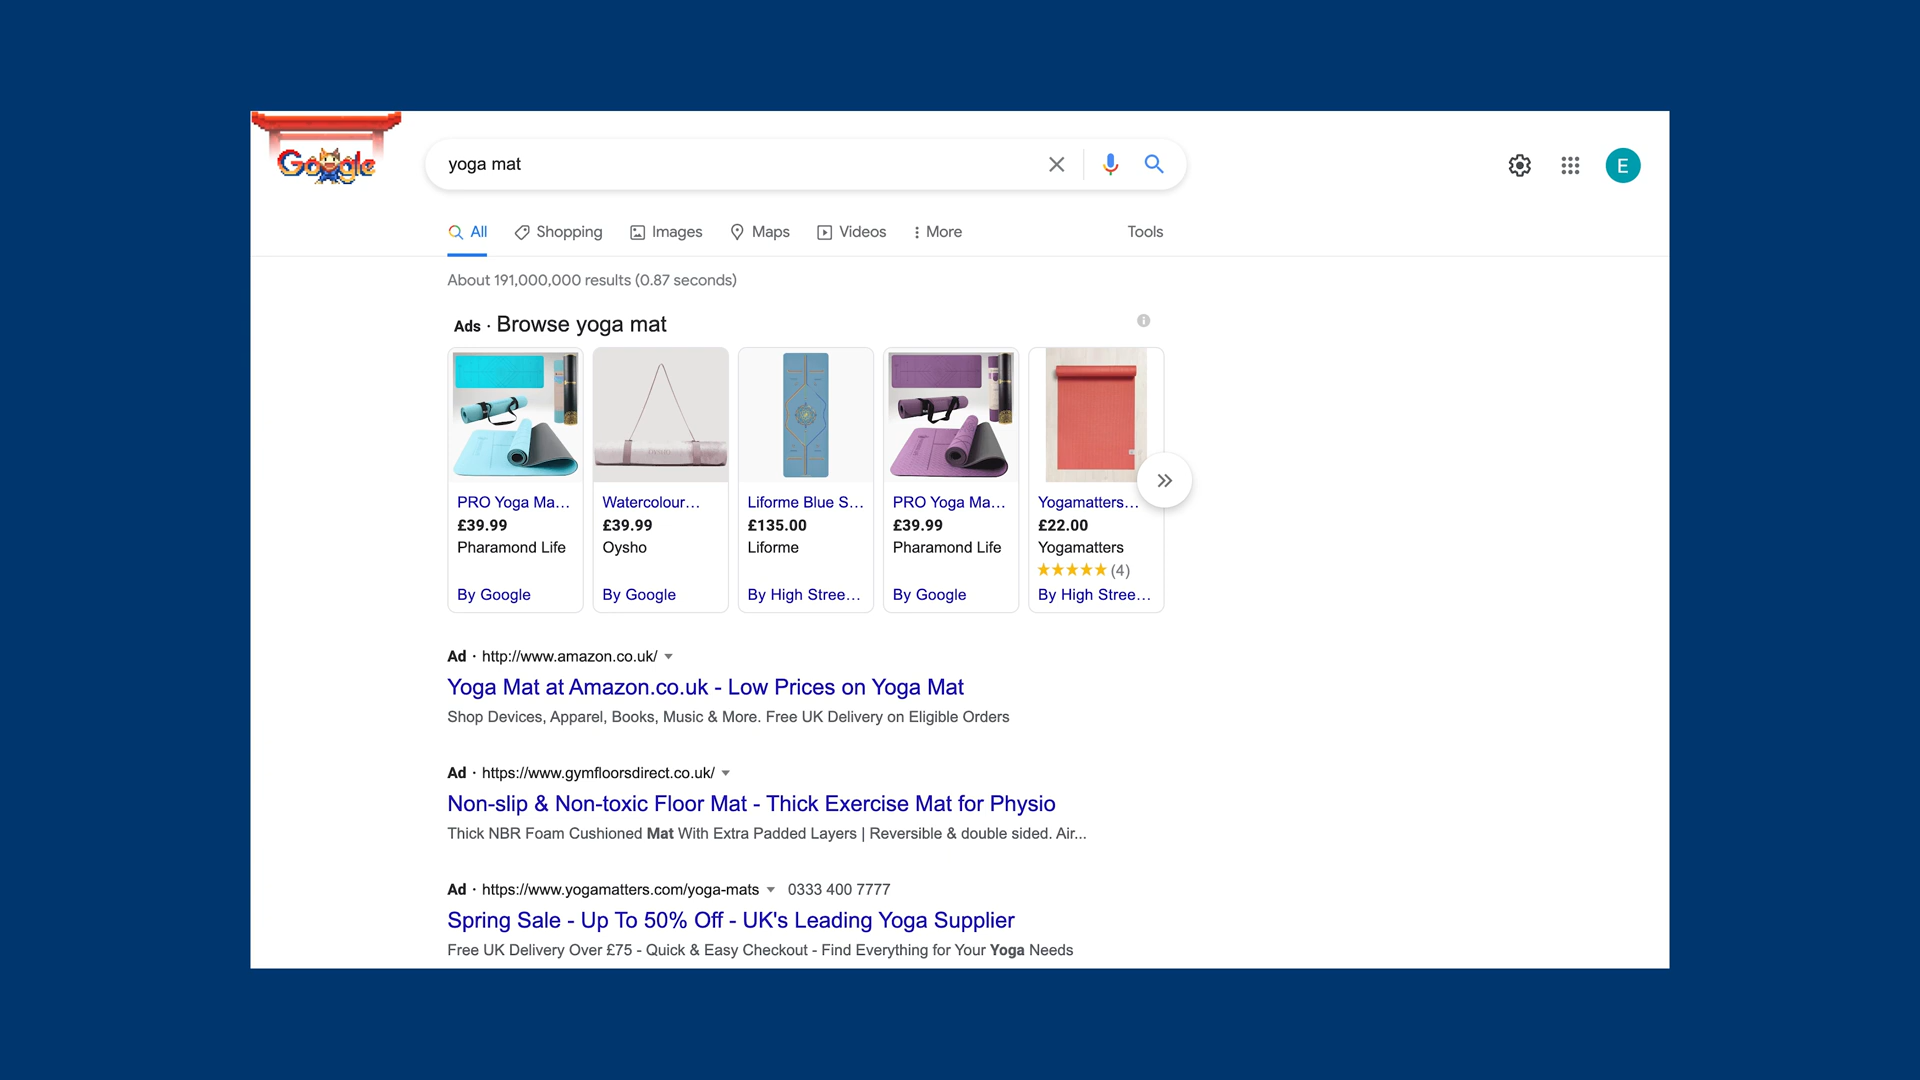 Google
yoga mat
All Shopping Images Maps Videos More Tools
About 191,000,000 results (0.87 seconds)
Ads · Browse yoga mat
PRO Yoga Ma...
£39.99
Pharamond Life
By Google
Watercolour...
£39.99
Oysho
By Google
Liforme Blue S...
£135.00
Liforme
By High Stree...
PRO Yoga Ma...
£39.99
Pharamond Life
By Google
Yogamatters...
£22.00
Yogamatters
(4)
By High Stree...
Ad · http://www.amazon.co.uk/
Yoga Mat at Amazon.co.uk - Low Prices on Yoga Mat
Shop Devices, Apparel, Books, Music & More. Free UK Delivery on Eligible Orders
Ad · https://www.gymfloorsdirect.co.uk/
Non-slip & Non-toxic Floor Mat - Thick Exercise Mat for Physio
Thick NBR Foam Cushioned Mat With Extra Padded Layers | Reversible & double sided. Air...
Ad · https://www.yogamatters.com/yoga-mats 0333 400 7777
Spring Sale - Up To 50% Off - UK's Leading Yoga Supplier
Free UK Delivery Over £75 - Quick & Easy Checkout - Find Everything for Your Yoga Needs
E